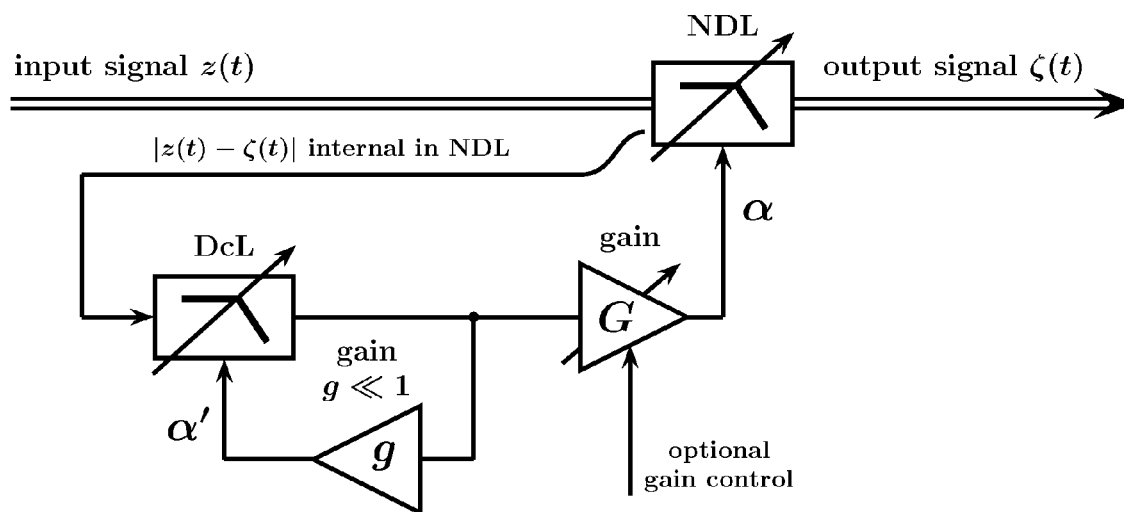 NDL
input signal z(t)
output signal ζ(t)
|z(t) − ζ(t)| internal in NDL
α
DcL
gain
G
gain
g ≪ 1
α′
g
optional
gain control